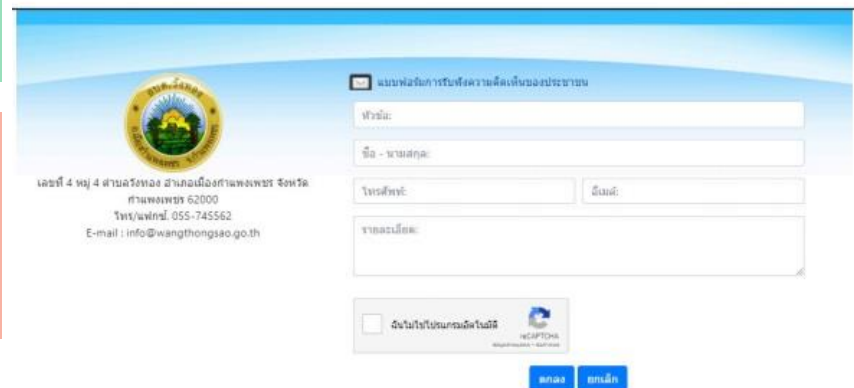 อบต.วังทอง
เลขที่ 4 หมู่ 4 ตำบลวังทอง อำเภอเมืองกำแพงเพชร จังหวัด
กำแพงเพชร 62000
โทร/แฟกซ์. 055-745562
E-mail : info@wangthongsao.go.th
แบบฟอร์มการรับฟังความคิดเห็นของประชาชน
หัวข้อ:
ชื่อ - นามสกุล:
โทรศัพท์:
อีเมล์:
รายละเอียด:
ฉันไม่ใช่โปรแกรมอัตโนมัติ
reCAPTCHA
ตกลง
ยกเลิก